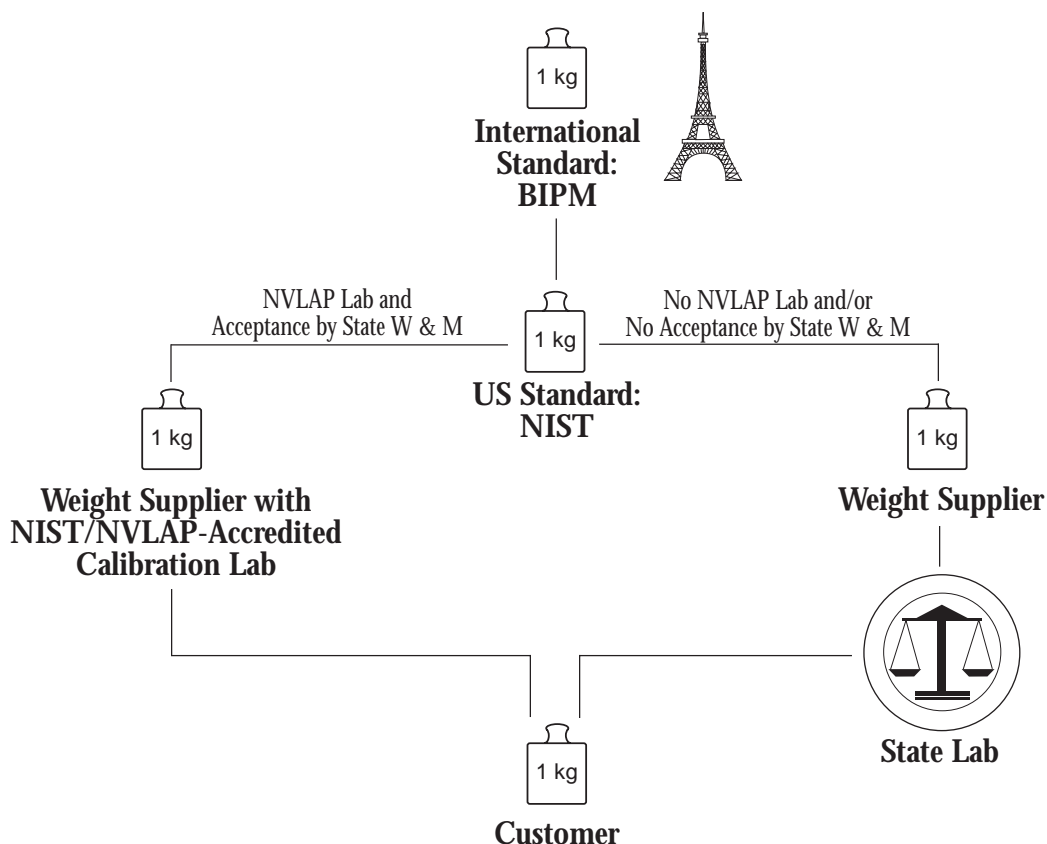 1 kg
International
Standard:
BIPM
NVLAP Lab and
Acceptance by State W & M
No NVLAP Lab and/or
No Acceptance by State W & M
1 kg
US Standard:
NIST
1 kg
Weight Supplier with
NIST/NVLAP-Accredited
Calibration Lab
1 kg
Weight Supplier
State Lab
1 kg
Customer